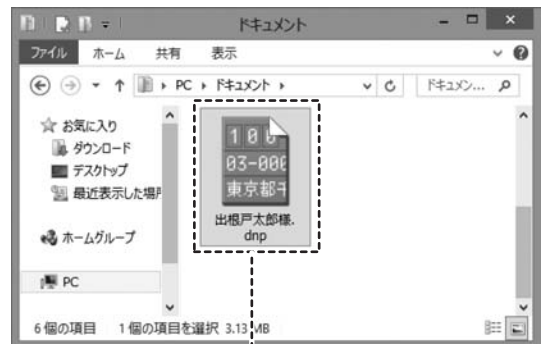 ドキュメント
ファイル ホーム 共有 表示
PC ドキュメント ドキュメン...
お気に入り
ダウンロード
デスクトップ
最近表示した場所
ホームグループ
PC
100
03-000
東京都千
出根戸太郎様.
dnp
6 個の項目 1 個の項目を選択 3.13 MB